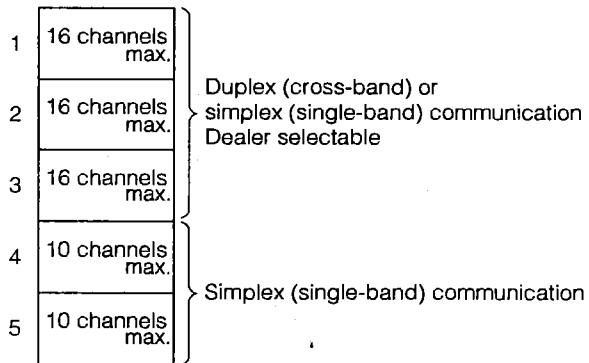 1 16 channels
max.
2 16 channels
max.
3 16 channels
max.
Duplex (cross-band) or
simplex (single-band) communication
Dealer selectable
4 10 channels
max.
5 10 channels
max.
Simplex (single-band) communication